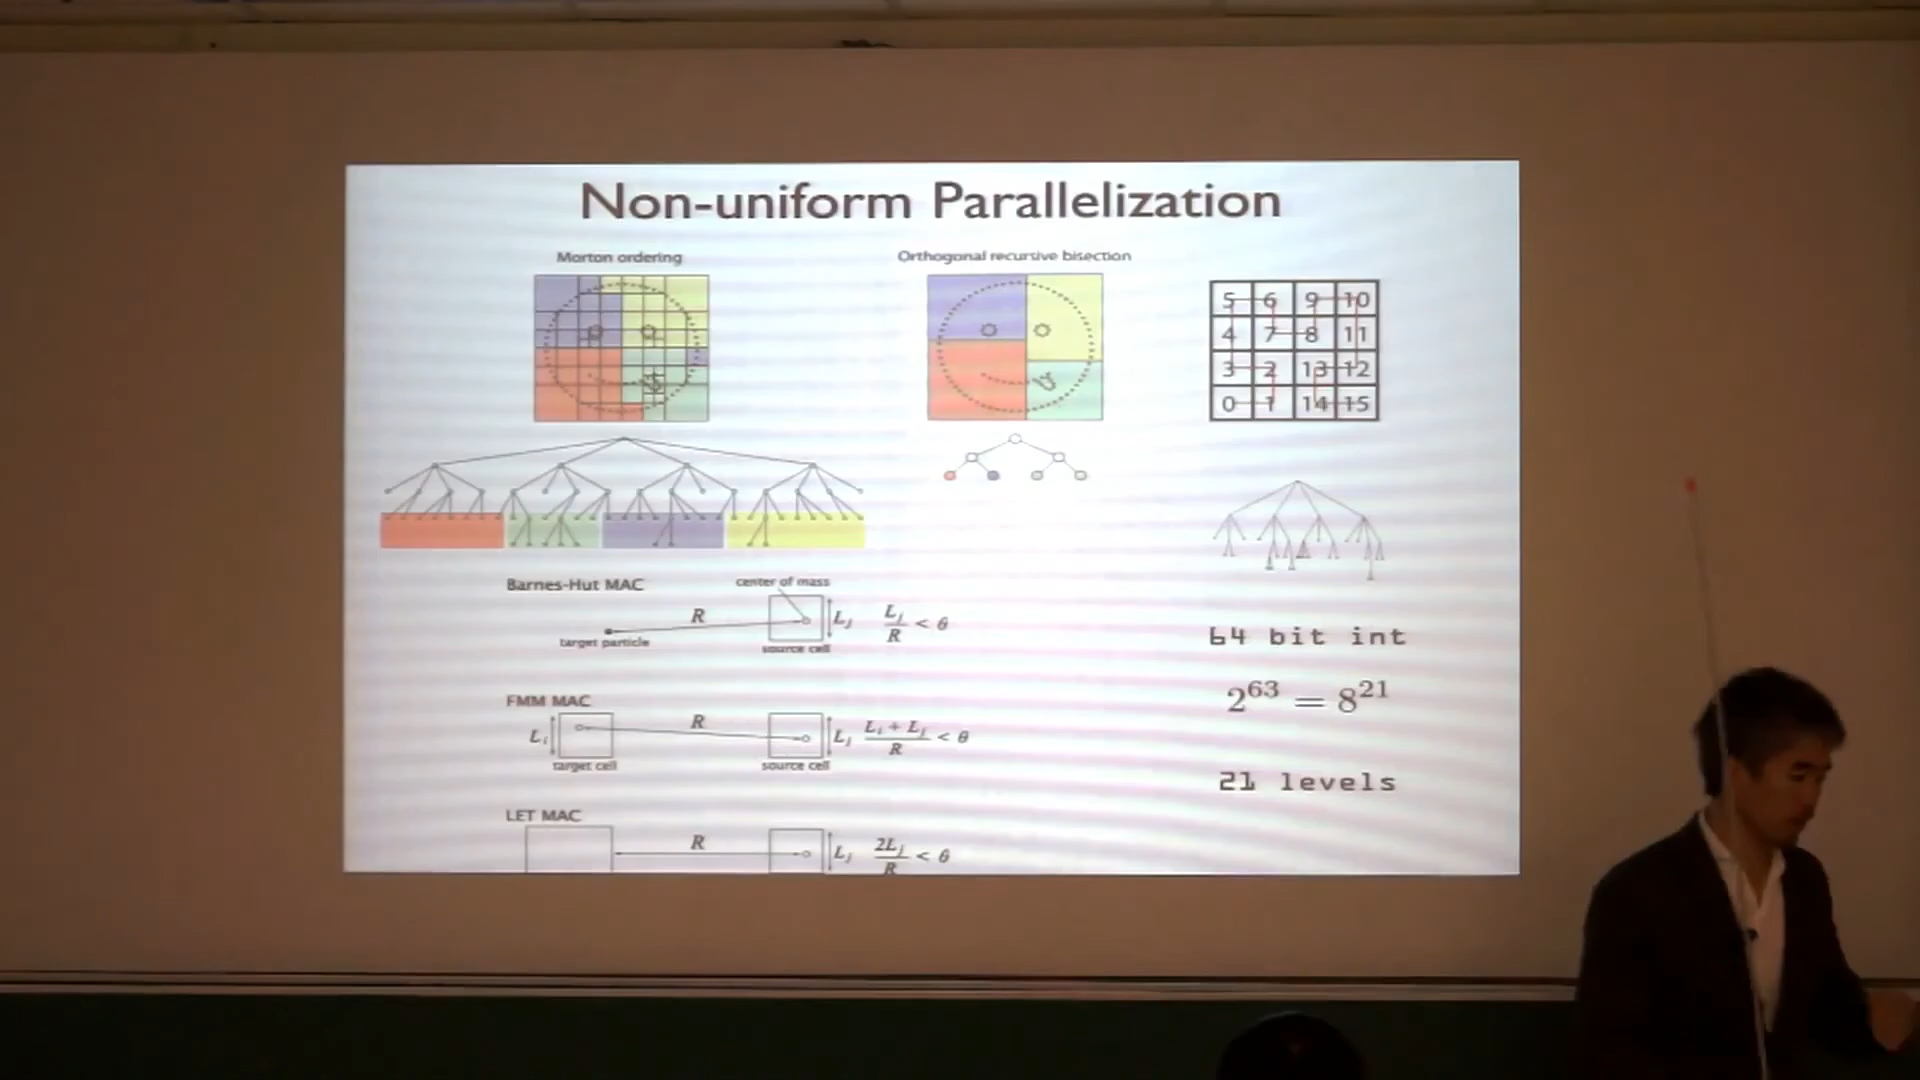 Non-uniform Parallelization
Morton ordering
Orthogonal recursive bisection
5 6 9 10
4 7 8 11
3 2 13 12
0 1 14 15
Barnes-Hut MAC
center of mass
R
L_j
L_j / R < θ
target particle
source cell
FMM MAC
L_i
R
L_j
L_i + L_j / R < θ
target cell
source cell
LET MAC
R
L_j
2L_j / R < θ
64 bit int
2^63 = 8^21
21 levels